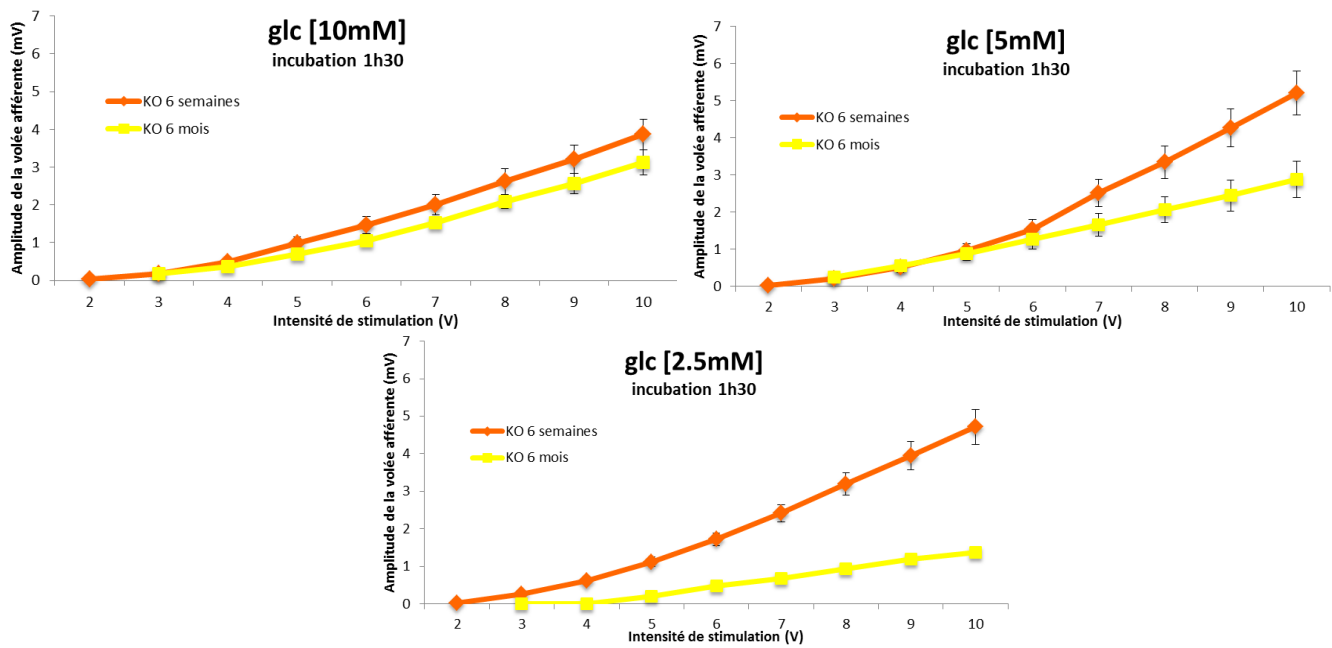 glc [10mM]
incubation 1h30
Amplitude de la volée afférente (mV)
7
6
5
4
3
2
1
0
KO 6 semaines
KO 6 mois
2 3 4 5 6 7 8 9 10
Intensité de stimulation (V)
glc [5mM]
incubation 1h30
Amplitude de la volée afférente (mV)
7
6
5
4
3
2
1
0
KO 6 semaines
KO 6 mois
2 3 4 5 6 7 8 9 10
Intensité de stimulation (V)
glc [2.5mM]
incubation 1h30
Amplitude de la volée afférente (mV)
7
6
5
4
3
2
1
0
KO 6 semaines
KO 6 mois
2 3 4 5 6 7 8 9 10
Intensité de stimulation (V)